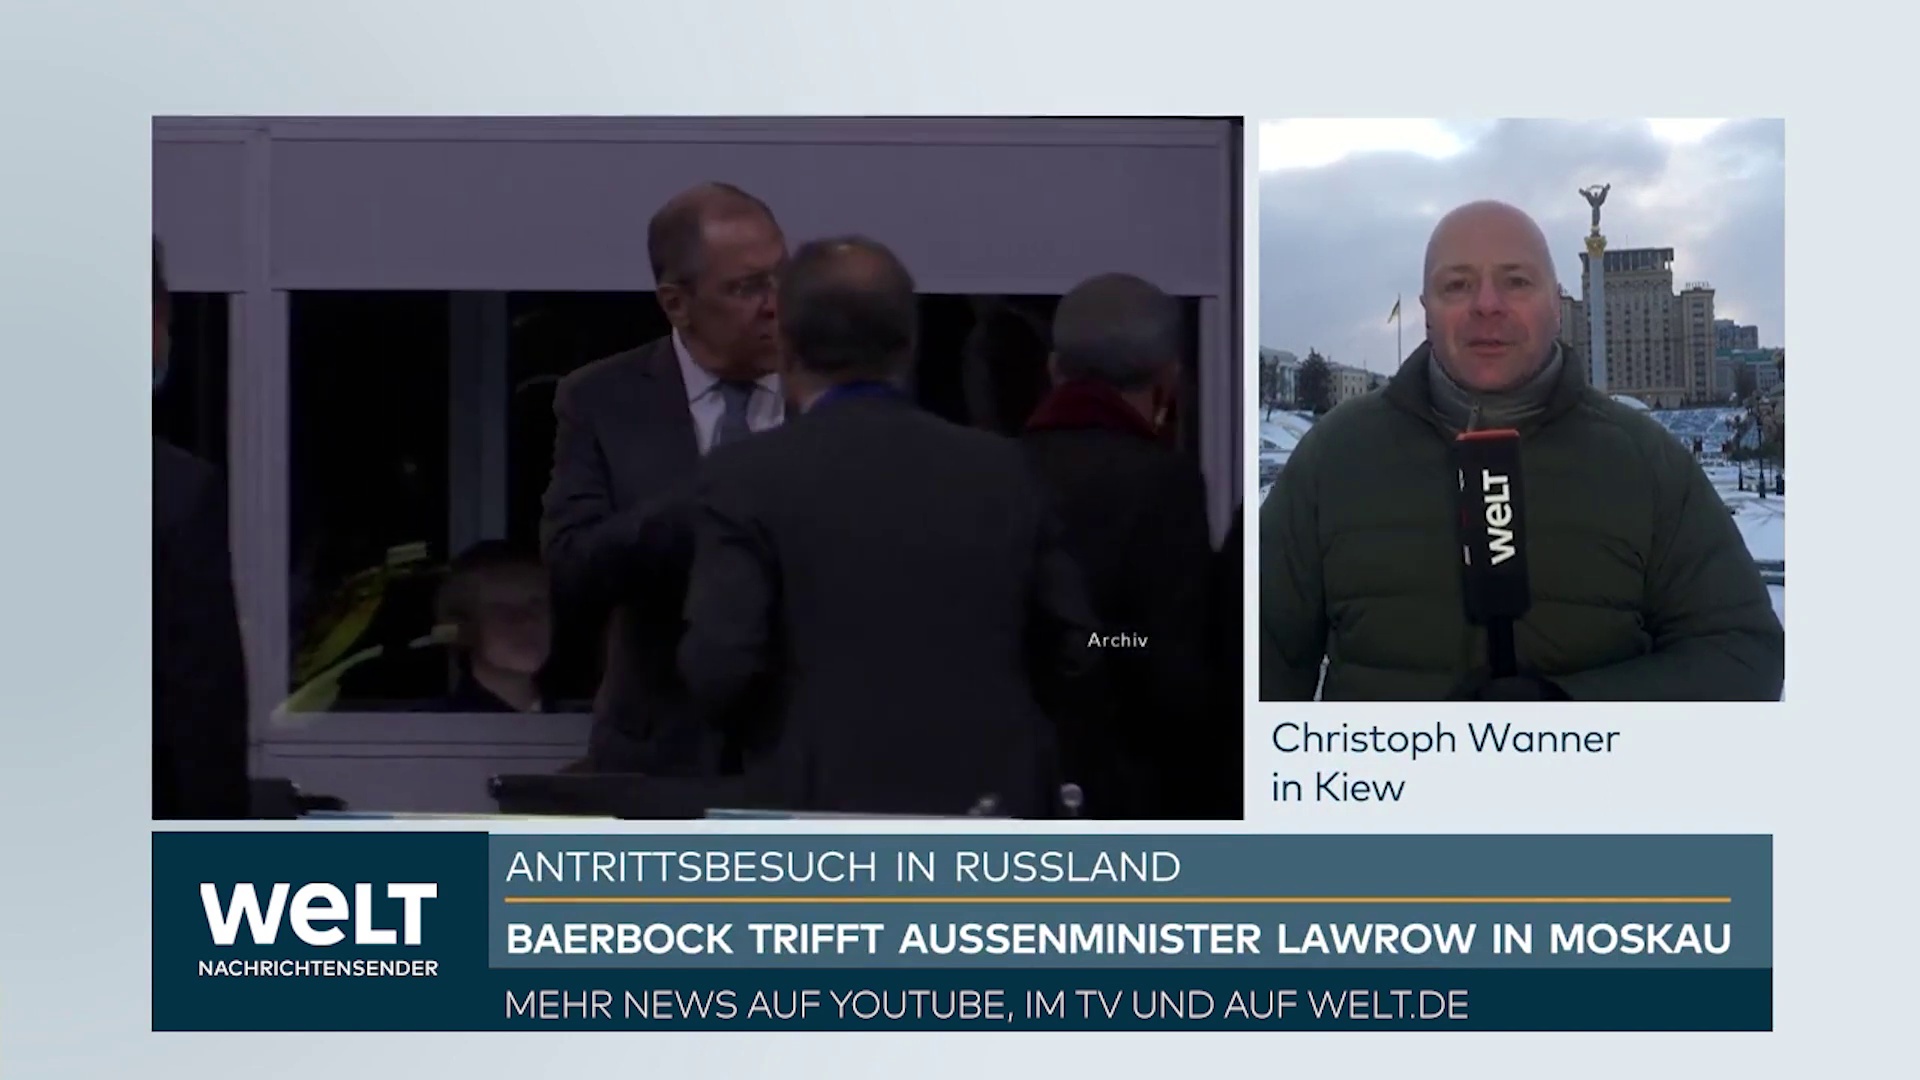 Archiv
WELT
Christoph Wanner
in Kiew
WELT
NACHRICHTENSENDER
ANTRITTSBESUCH IN RUSSLAND
BAERBOCK TRIFFT AUSSENMINISTER LAWROW IN MOSKAU
MEHR NEWS AUF YOUTUBE, IM TV UND AUF WELT.DE